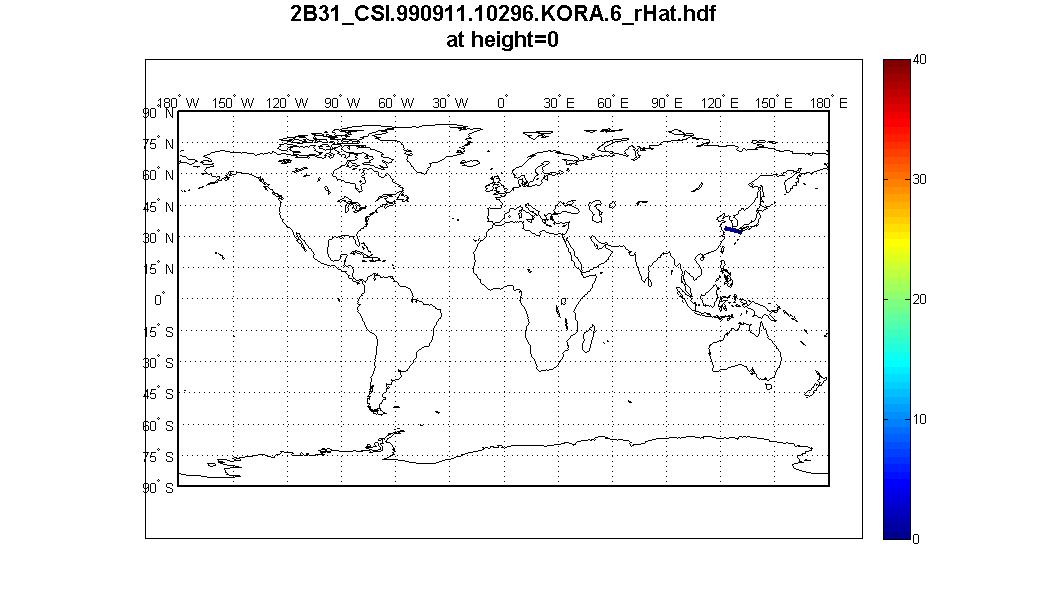 2B31_CSI.990911.10296.KORA.6_rHat.hdf
at height=0
180° W 150° W 120° W 90° W 60° W 30° W 0° 30° E 60° E 90° E 120° E 150° E 180° E
90° N
75° N
60° N
45° N
30° N
15° N
0°
15° S
30° S
45° S
60° S
75° S
90° S
40
30
20
10
0